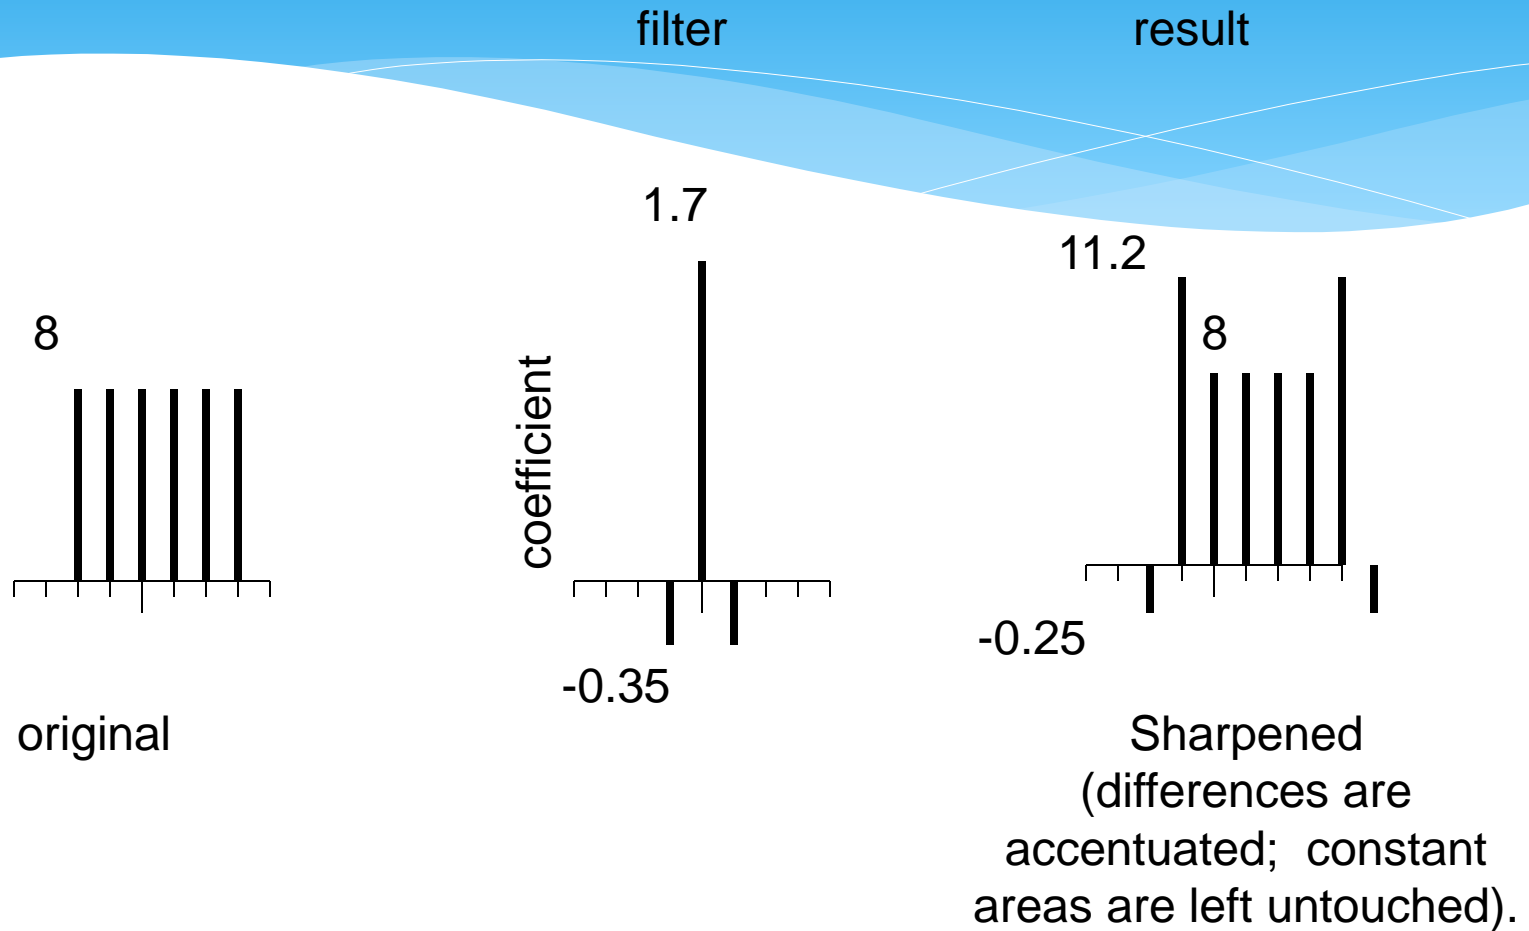 filter
result
8
1.7
11.2
8
coefficient
-0.35
-0.25
original
Sharpened
(differences are
accentuated; constant
areas are left untouched).